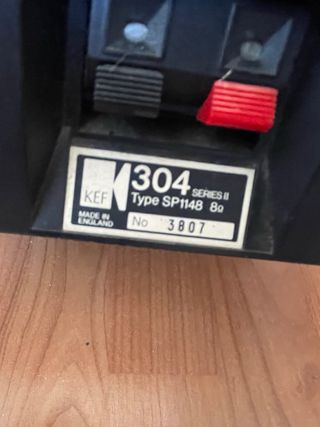 KEF
304 SERIES II
Type SP1148 8Ω
MADE IN
ENGLAND
No 3807